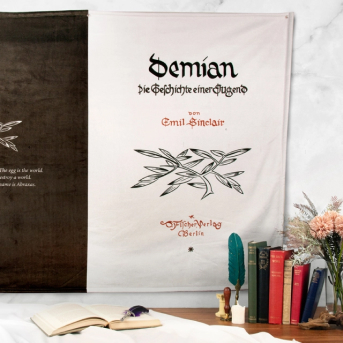 The egg is the world.
destroy a world.
name is Abraxas.
Demian
Die Geschichte einer Jugend
von
Emil Sinclair
S. Fischer Verlag
Berlin